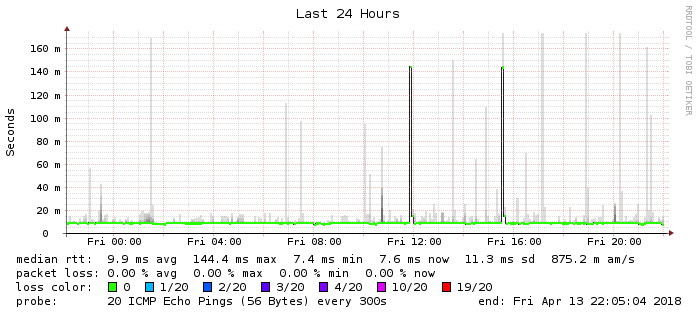 Last 24 Hours
RRDTOOL / TOBI OETIKER
Seconds
160 m
140 m
120 m
100 m
80 m
60 m
40 m
20 m
0
Fri 00:00 Fri 04:00 Fri 08:00 Fri 12:00 Fri 16:00 Fri 20:00
median rtt: 9.9 ms avg 144.4 ms max 7.4 ms min 7.6 ms now 11.3 ms sd 875.2 m am/s
packet loss: 0.00 % avg 0.00 % max 0.00 % min 0.00 % now
loss color: 0 1/20 2/20 3/20 4/20 10/20 19/20
probe: 20 ICMP Echo Pings (56 Bytes) every 300s end: Fri Apr 13 22:05:04 2018